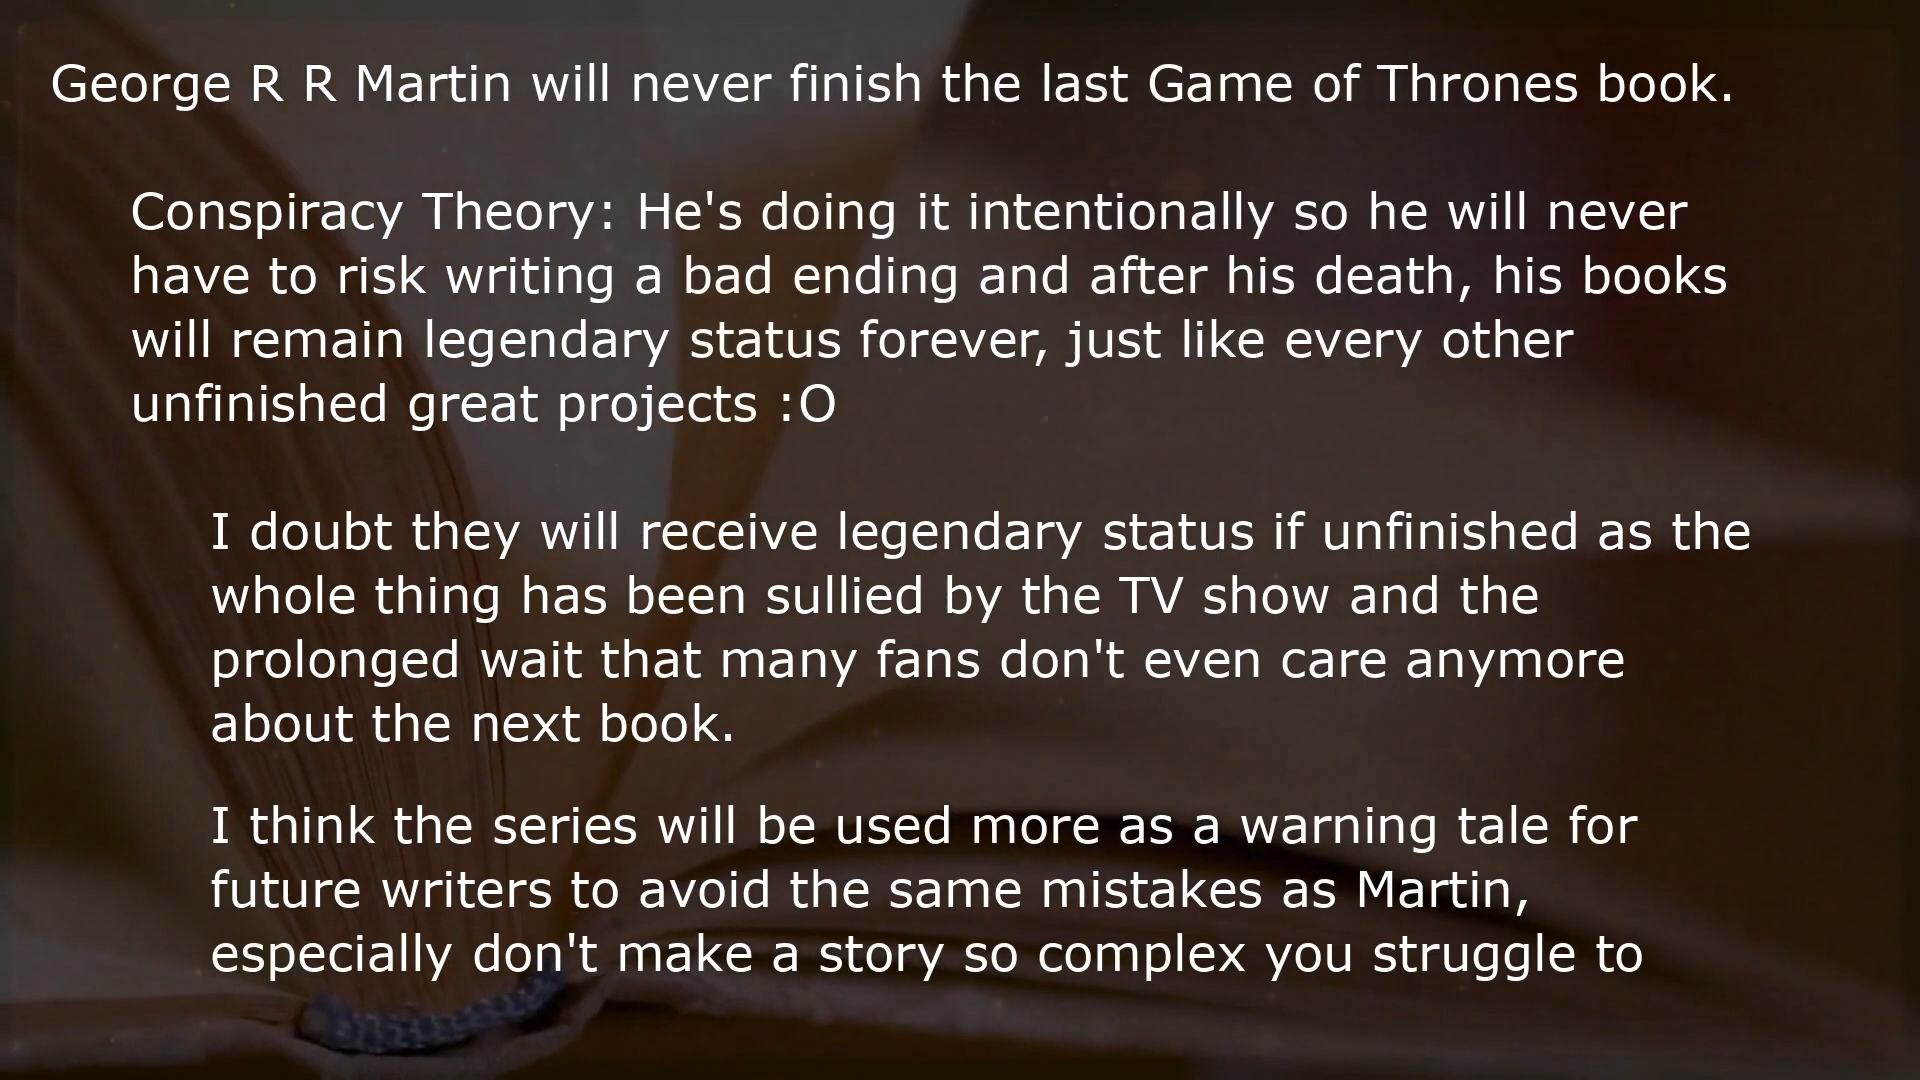 George R R Martin will never finish the last Game of Thrones book.
Conspiracy Theory: He's doing it intentionally so he will never
have to risk writing a bad ending and after his death, his books
will remain legendary status forever, just like every other
unfinished great projects :O
I doubt they will receive legendary status if unfinished as the
whole thing has been sullied by the TV show and the
prolonged wait that many fans don't even care anymore
about the next book.
I think the series will be used more as a warning tale for
future writers to avoid the same mistakes as Martin,
especially don't make a story so complex you struggle to